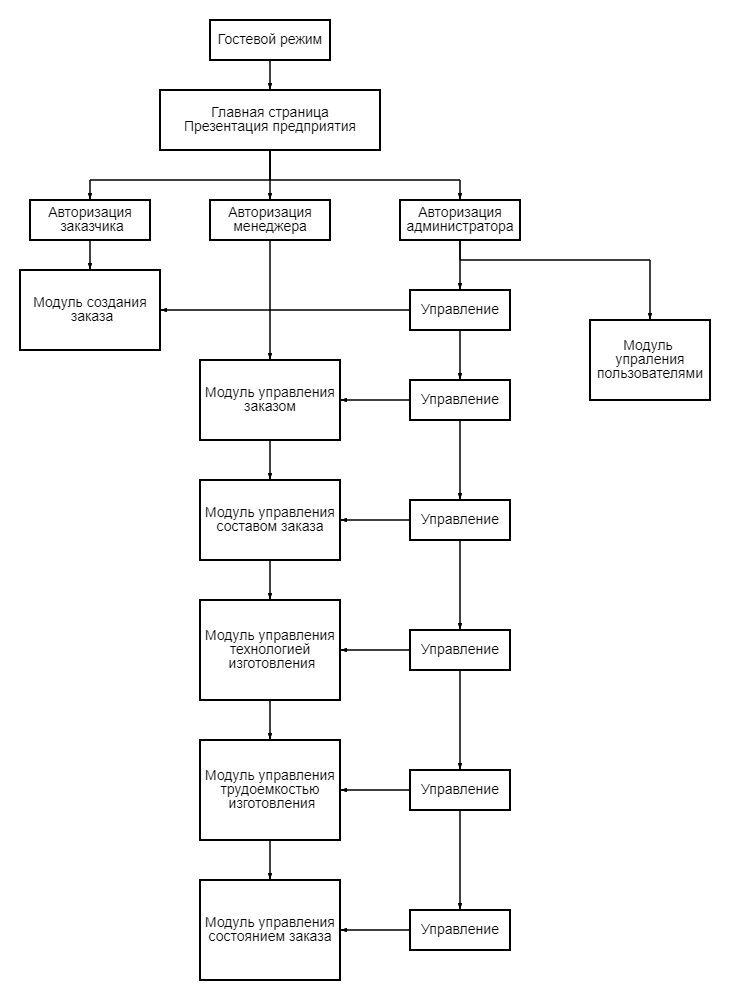 Гостевой режим
Главная страница
Презентация предприятия
Авторизация
заказчика
Авторизация
менеджера
Авторизация
администратора
Модуль создания
заказа
Управление
Модуль
упраления
пользователями
Модуль управления
заказом
Управление
Модуль управления
составом заказа
Управление
Модуль управления
технологией
изготовления
Управление
Модуль управления
трудоемкостью
изготовления
Управление
Модуль управления
состоянием заказа
Управление